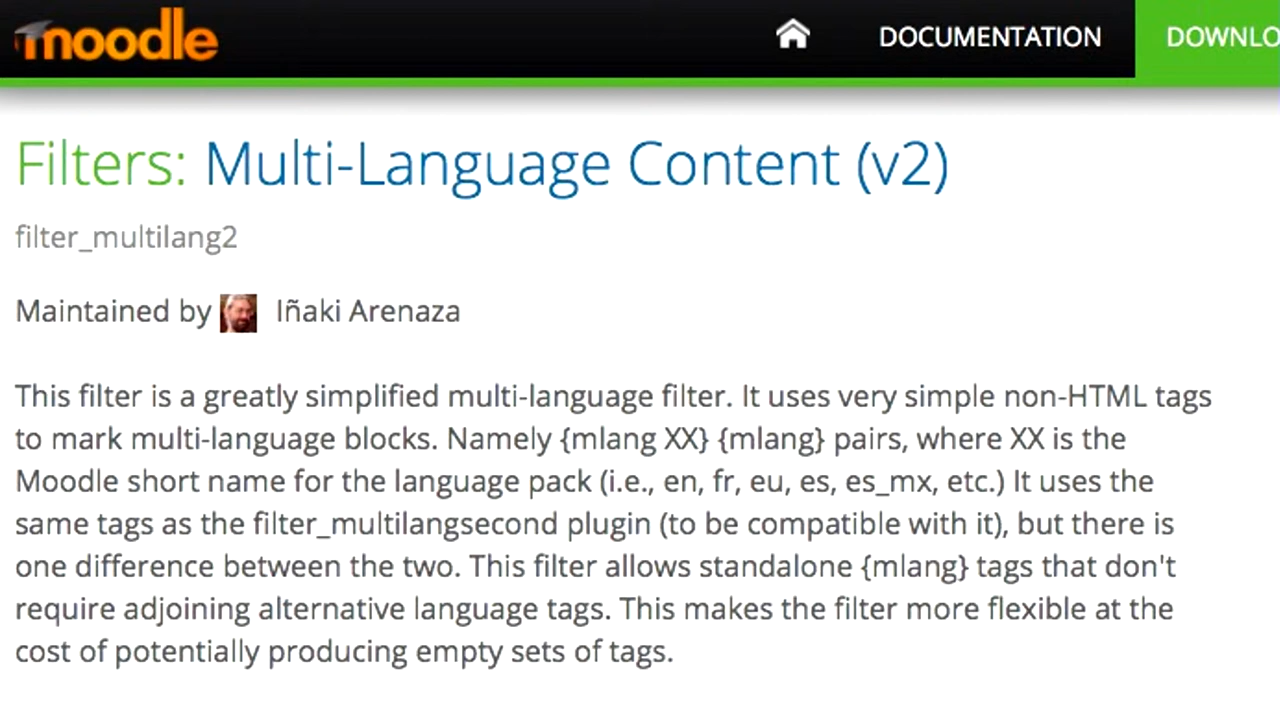 moodle
DOCUMENTATION
DOWNLO
Filters: Multi-Language Content (v2)
filter_multilang2
Maintained by Iñaki Arenaza
This filter is a greatly simplified multi-language filter. It uses very simple non-HTML tags
to mark multi-language blocks. Namely {mlang XX} {mlang} pairs, where XX is the
Moodle short name for the language pack (i.e., en, fr, eu, es, es_mx, etc.) It uses the
same tags as the filter_multilangsecond plugin (to be compatible with it), but there is
one difference between the two. This filter allows standalone {mlang} tags that don't
require adjoining alternative language tags. This makes the filter more flexible at the
cost of potentially producing empty sets of tags.